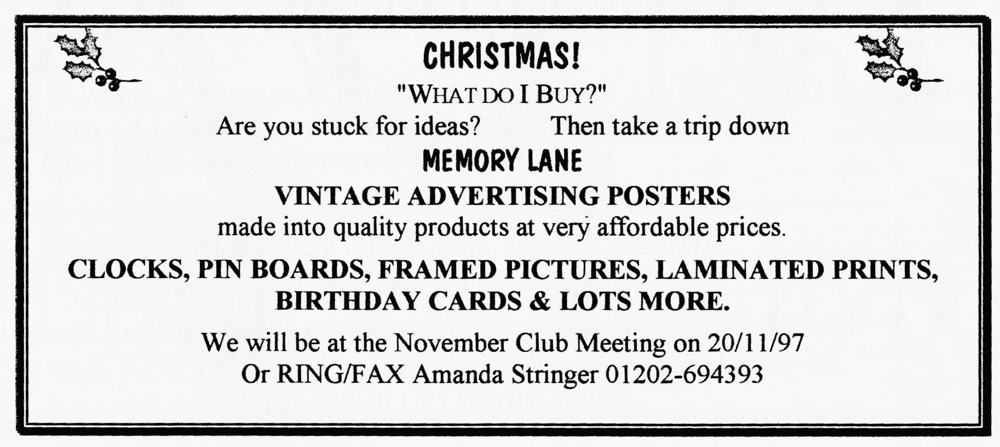 CHRISTMAS!
"WHAT DO I BUY?"
Are you stuck for ideas? Then take a trip down
MEMORY LANE
VINTAGE ADVERTISING POSTERS
made into quality products at very affordable prices.
CLOCKS, PIN BOARDS, FRAMED PICTURES, LAMINATED PRINTS,
BIRTHDAY CARDS & LOTS MORE.
We will be at the November Club Meeting on 20/11/97
Or RING/FAX Amanda Stringer 01202-694393